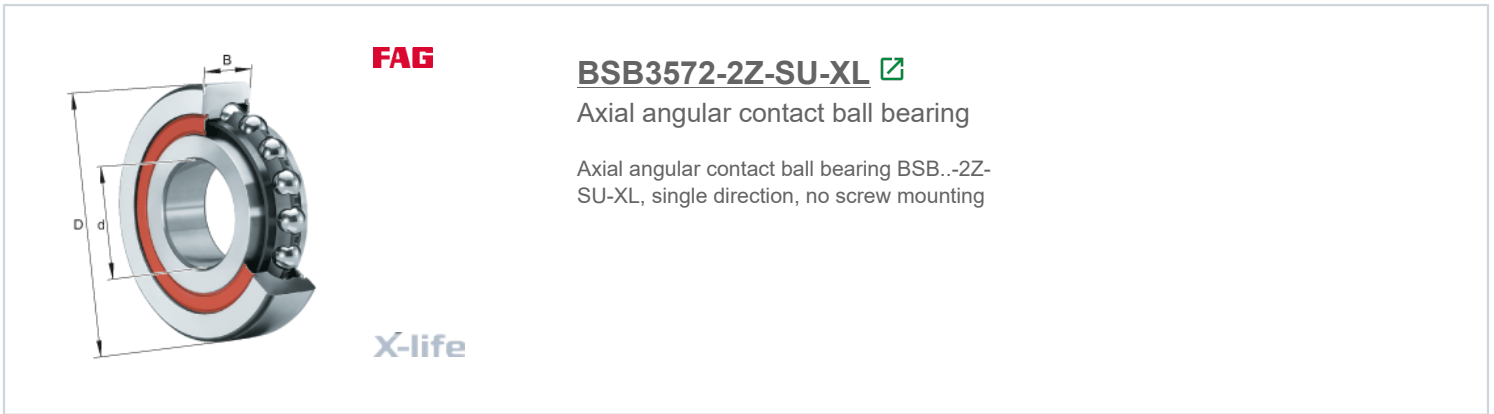 B
FAG
BSB3572-2Z-SU-XL
Axial angular contact ball bearing
Axial angular contact ball bearing BSB..-2Z-
SU-XL, single direction, no screw mounting
D
d
X-life